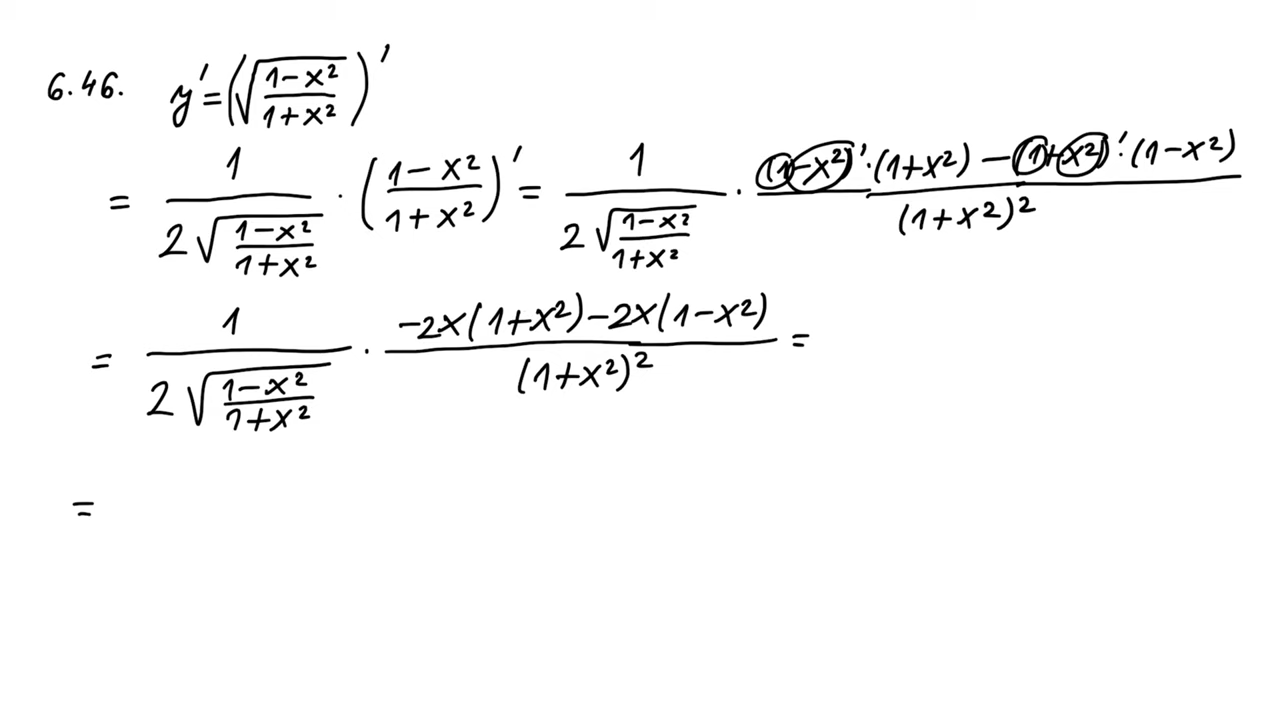 6.46. y' = (√((1-x²)/(1+x²)))'
= 1/(2√((1-x²)/(1+x²))) · ((1-x²)/(1+x²))' = 1/(2√((1-x²)/(1+x²))) · ((1-x²)'·(1+x²) - (1+x²)'·(1-x²))/(1+x²)²
= 1/(2√((1-x²)/(1+x²))) · (-2x(1+x²)-2x(1-x²))/(1+x²)² =
=